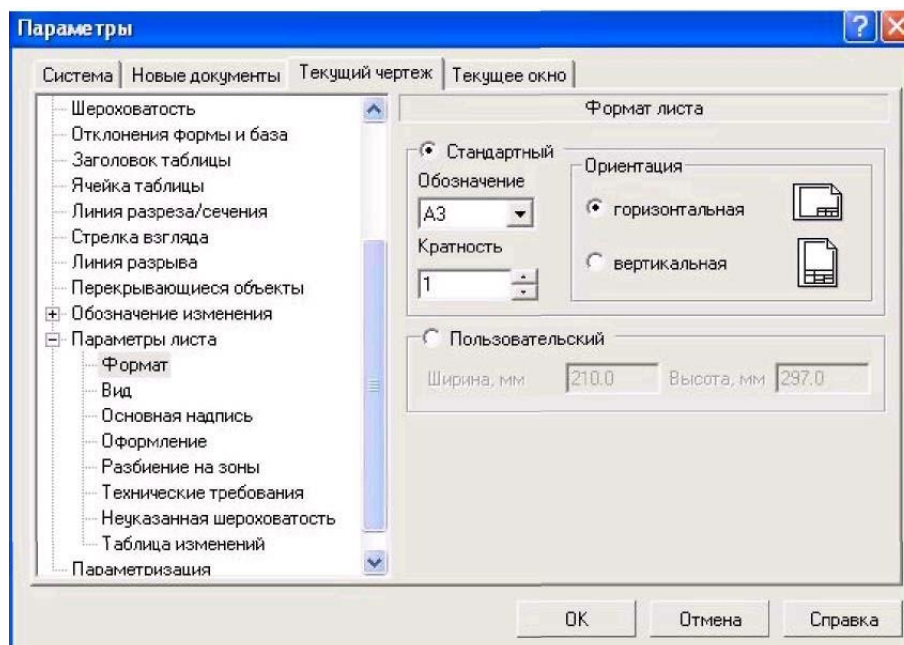 Параметры
Система Новые документы Текущий чертеж Текущее окно
Шероховатость
Отклонения формы и база
Заголовок таблицы
Ячейка таблицы
Линия разреза/сечения
Стрелка взгляда
Линия разрыва
Перекрывающиеся объекты
Обозначение изменения
Параметры листа
Формат
Вид
Основная надпись
Оформление
Разбиение на зоны
Технические требования
Неуказанная шероховатость
Таблица изменений
Параметризация
Формат листа
Стандартный
Обозначение
А3
Кратность
1
Ориентация
горизонтальная
вертикальная
Пользовательский
Ширина, мм 210.0 Высота, мм 297.0
OK Отмена Справка